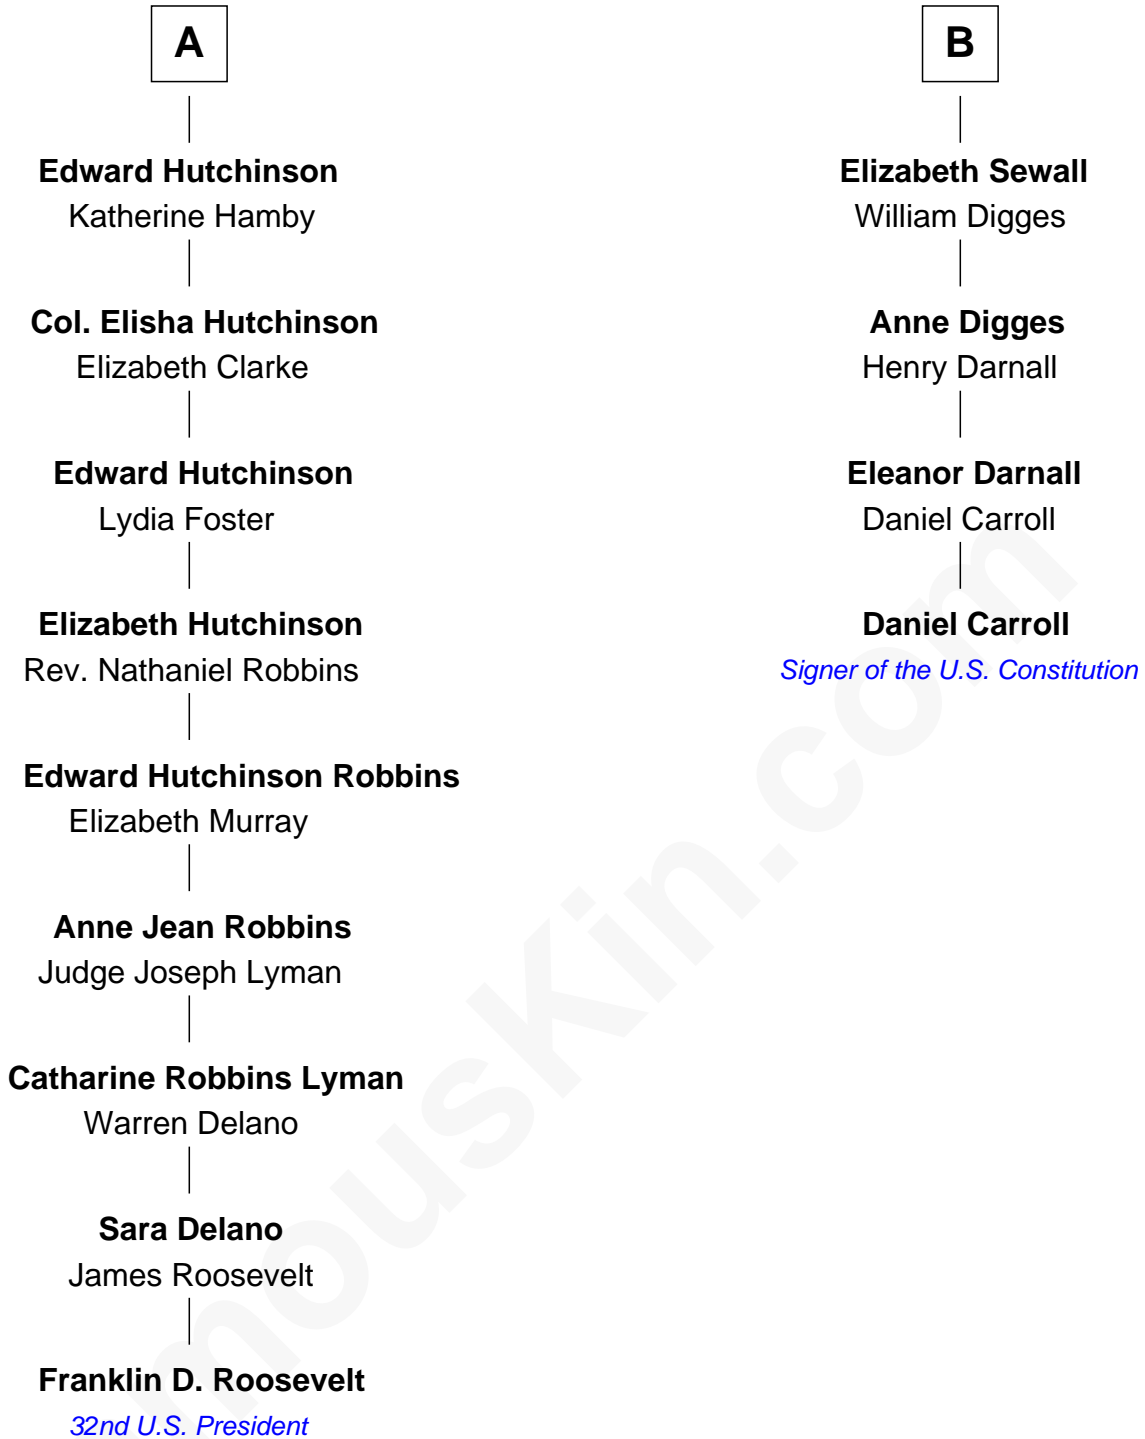 A
Edward Hutchinson
Katherine Hamby
Col. Elisha Hutchinson
Elizabeth Clarke
Edward Hutchinson
Lydia Foster
Elizabeth Hutchinson
Rev. Nathaniel Robbins
Edward Hutchinson Robbins
Elizabeth Murray
Anne Jean Robbins
Judge Joseph Lyman
Catharine Robbins Lyman
Warren Delano
Sara Delano
James Roosevelt
Franklin D. Roosevelt
32nd U.S. President
B
Elizabeth Sewall
William Digges
Anne Digges
Henry Darnall
Eleanor Darnall
Daniel Carroll
Daniel Carroll
Signer of the U.S. Constitution
mousKin.com